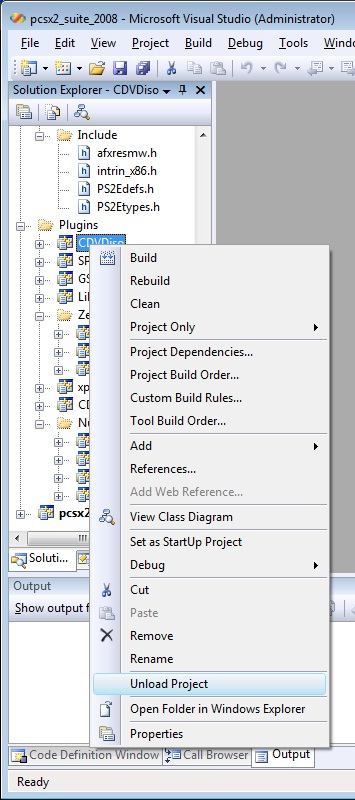 pcsx2_suite_2008 - Microsoft Visual Studio (Administrator)
File Edit View Project Build Debug Tools Window
Solution Explorer - CDVDiso
Include
afxresmw.h
intrin_x86.h
PS2Edefs.h
PS2Etypes.h
Plugins
CDVDiso
SP
GS
Lil
Ze
xp
CD
Nu
pcsx2
Build
Rebuild
Clean
Project Only
Project Dependencies...
Project Build Order...
Custom Build Rules...
Tool Build Order...
Add
References...
Add Web Reference...
View Class Diagram
Set as StartUp Project
Debug
Cut
Paste
Remove
Rename
Unload Project
Open Folder in Windows Explorer
Properties
Soluti...
Output
Show output f
Code Definition Window Call Browser Output
Ready